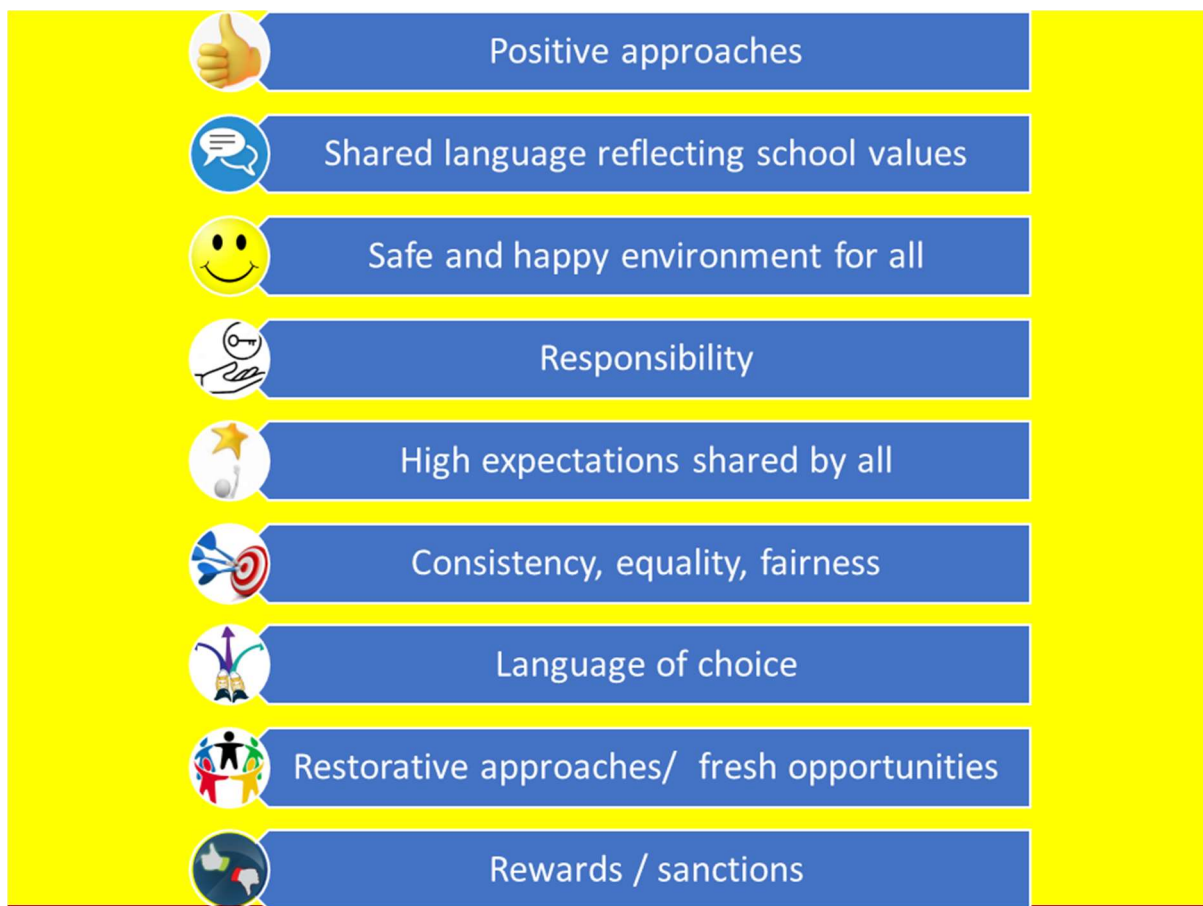 Positive approaches
Shared language reflecting school values
Safe and happy environment for all
Responsibility
High expectations shared by all
Consistency, equality, fairness
Language of choice
Restorative approaches/ fresh opportunities
Rewards / sanctions